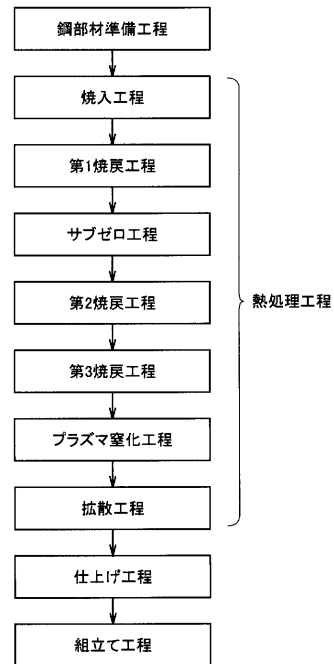 鋼部材準備工程
焼入工程
第1焼戻工程
サブゼロ工程
第2焼戻工程
熱処理工程
第3焼戻工程
プラズマ窒化工程
拡散工程
仕上げ工程
組立て工程